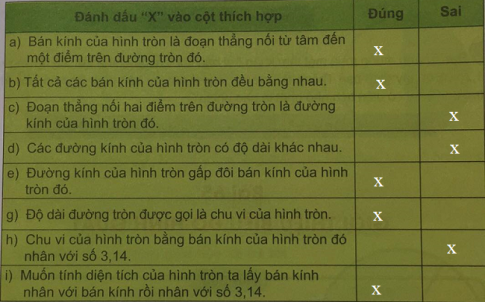 Đánh dấu "X" vào cột thích hợp Đúng Sai
a) Bán kính của hình tròn là đoạn thẳng nối từ tâm đến
một điểm trên đường tròn đó. X
b) Tất cả các bán kính của hình tròn đều bằng nhau. X
c) Đoạn thẳng nối hai điểm trên đường tròn là đường
kính của hình tròn đó. X
d) Các đường kính của hình tròn có độ dài khác nhau. X
e) Đường kính của hình tròn gấp đôi bán kính của hình
tròn đó. X
g) Độ dài đường tròn được gọi là chu vi của hình tròn. X
h) Chu vi của hình tròn bằng bán kính của hình tròn đó
nhân với số 3,14. X
i) Muốn tính diện tích của hình tròn ta lấy bán kính
nhân với bán kính rồi nhân với số 3,14. X